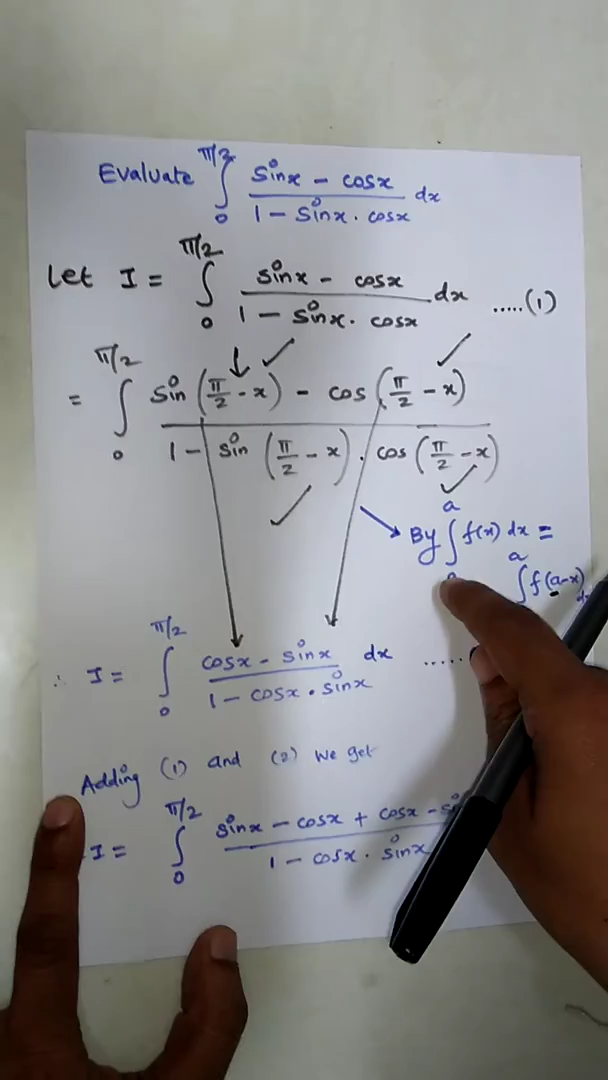 Evaluate ∫₀^π/2 (sinx - cosx)/(1 - sinx . cosx) dx
Let I = ∫₀^π/2 (sinx - cosx)/(1 - sinx. cosx) dx .....(1)
= ∫₀^π/2 (sin(π/2 - x) - cos(π/2 - x))/(1 - sin(π/2 - x) . cos(π/2 - x))
By ∫ᵃ f(x) dx =
∫ᵃ f(a-x) dx
∴ I = ∫₀^π/2 (cosx - sinx)/(1 - cosx . sinx) dx .....
Adding (1) and (2) we get
I = ∫₀^π/2 (sinx - cosx + cosx -)/(1 - cosx . sinx)